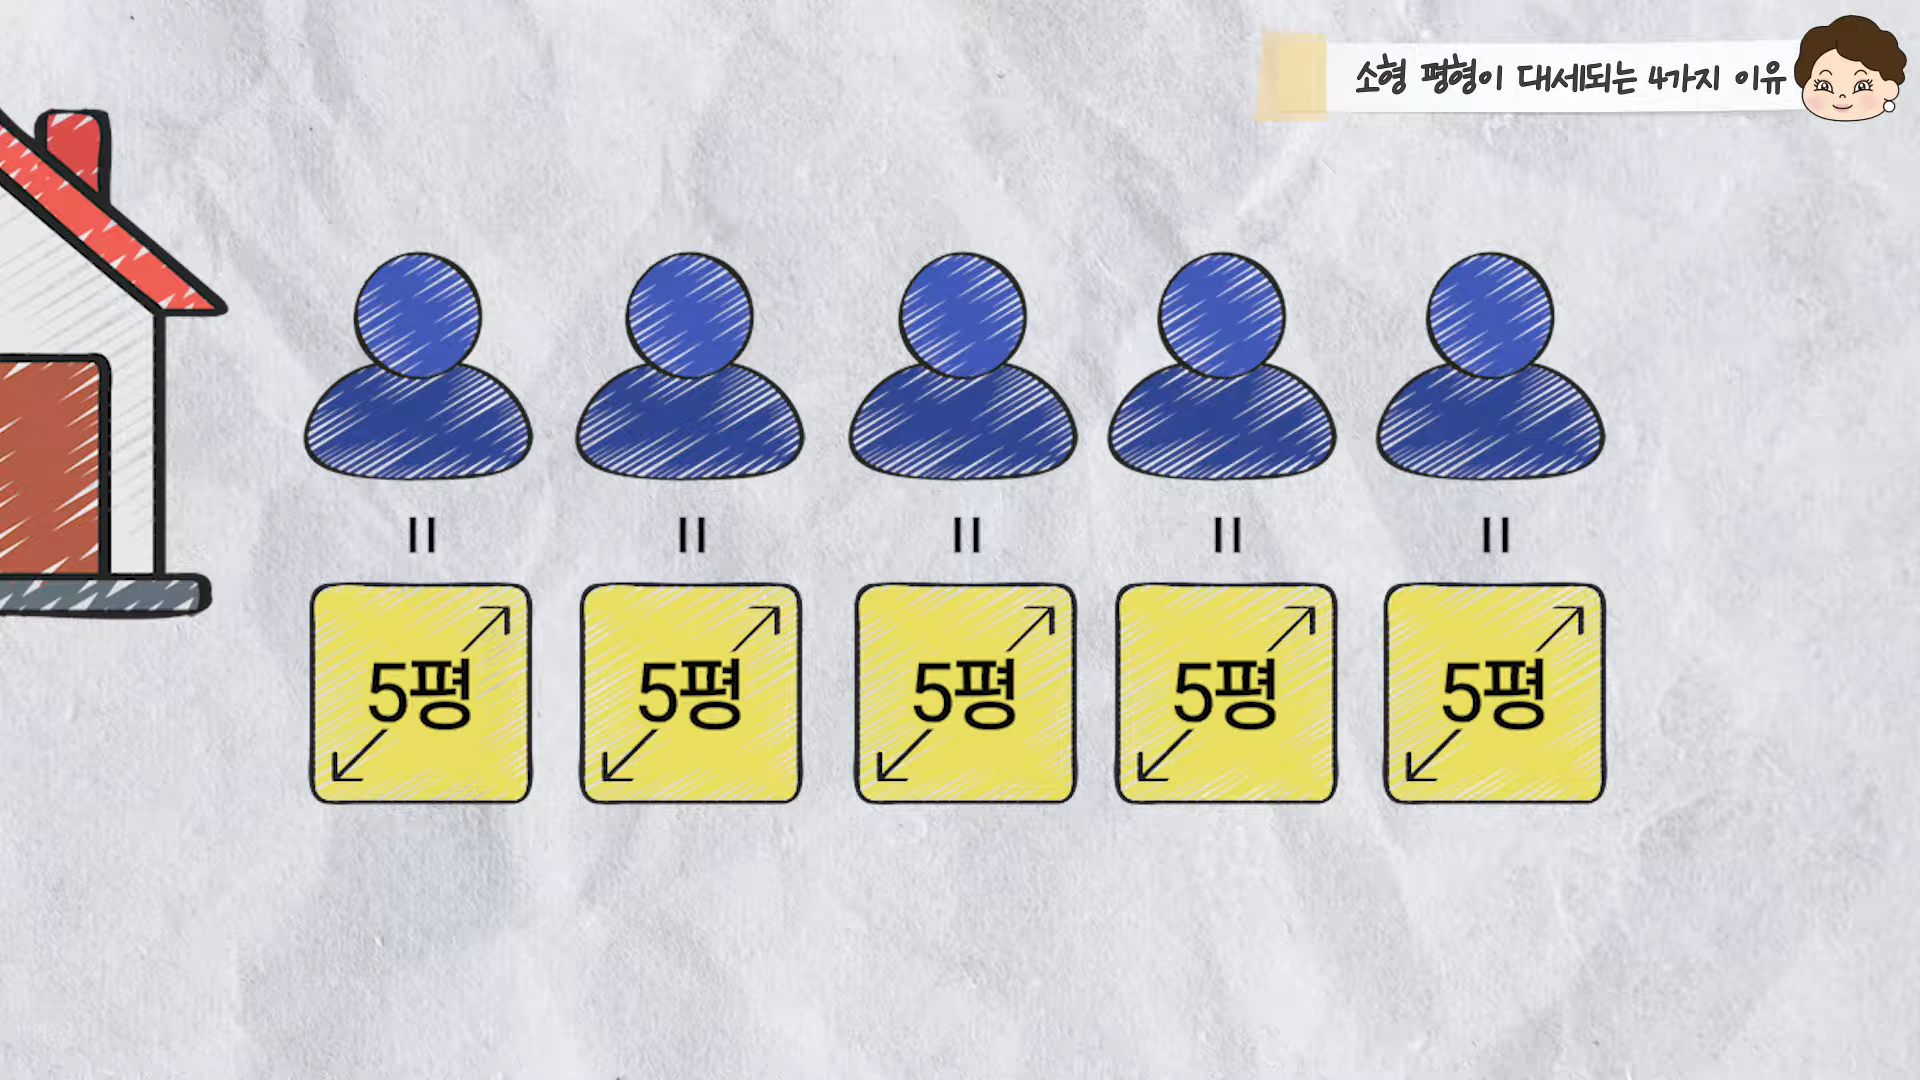 소형 평형이 대세되는 4가지 이유
=
=
=
=
=
5평
5평
5평
5평
5평